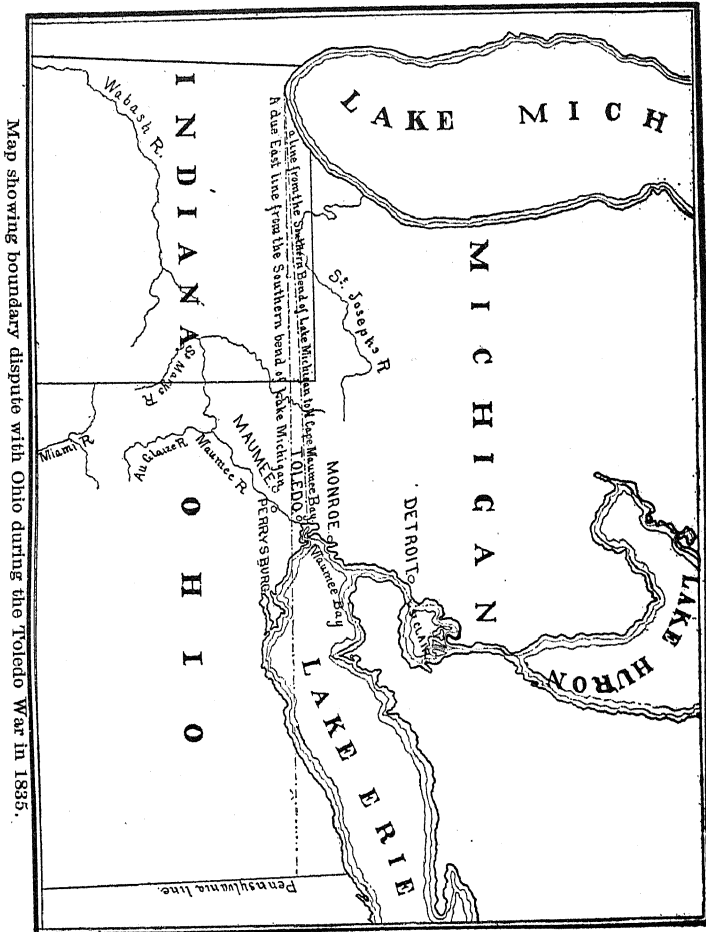 LAKE MICH
LAKE HURON
MICHIGAN
St. Josephs R
DETROIT
St CLAIR
MONROE
a line from the Southern Bend of Lake Michigan to N Cape Maumee Bay
A due East line from the Southern bend of Lake Michigan
TOLEDO
Maumee Bay
LAKE ERIE
MAUMEE
PERRYSBURG
INDIANA
Wabash R.
St Marys R
Maumee R
Au Glaize R
Miami R
OHIO
Pennsylvania line.
Map showing boundary dispute with Ohio during the Toledo War in 1835.